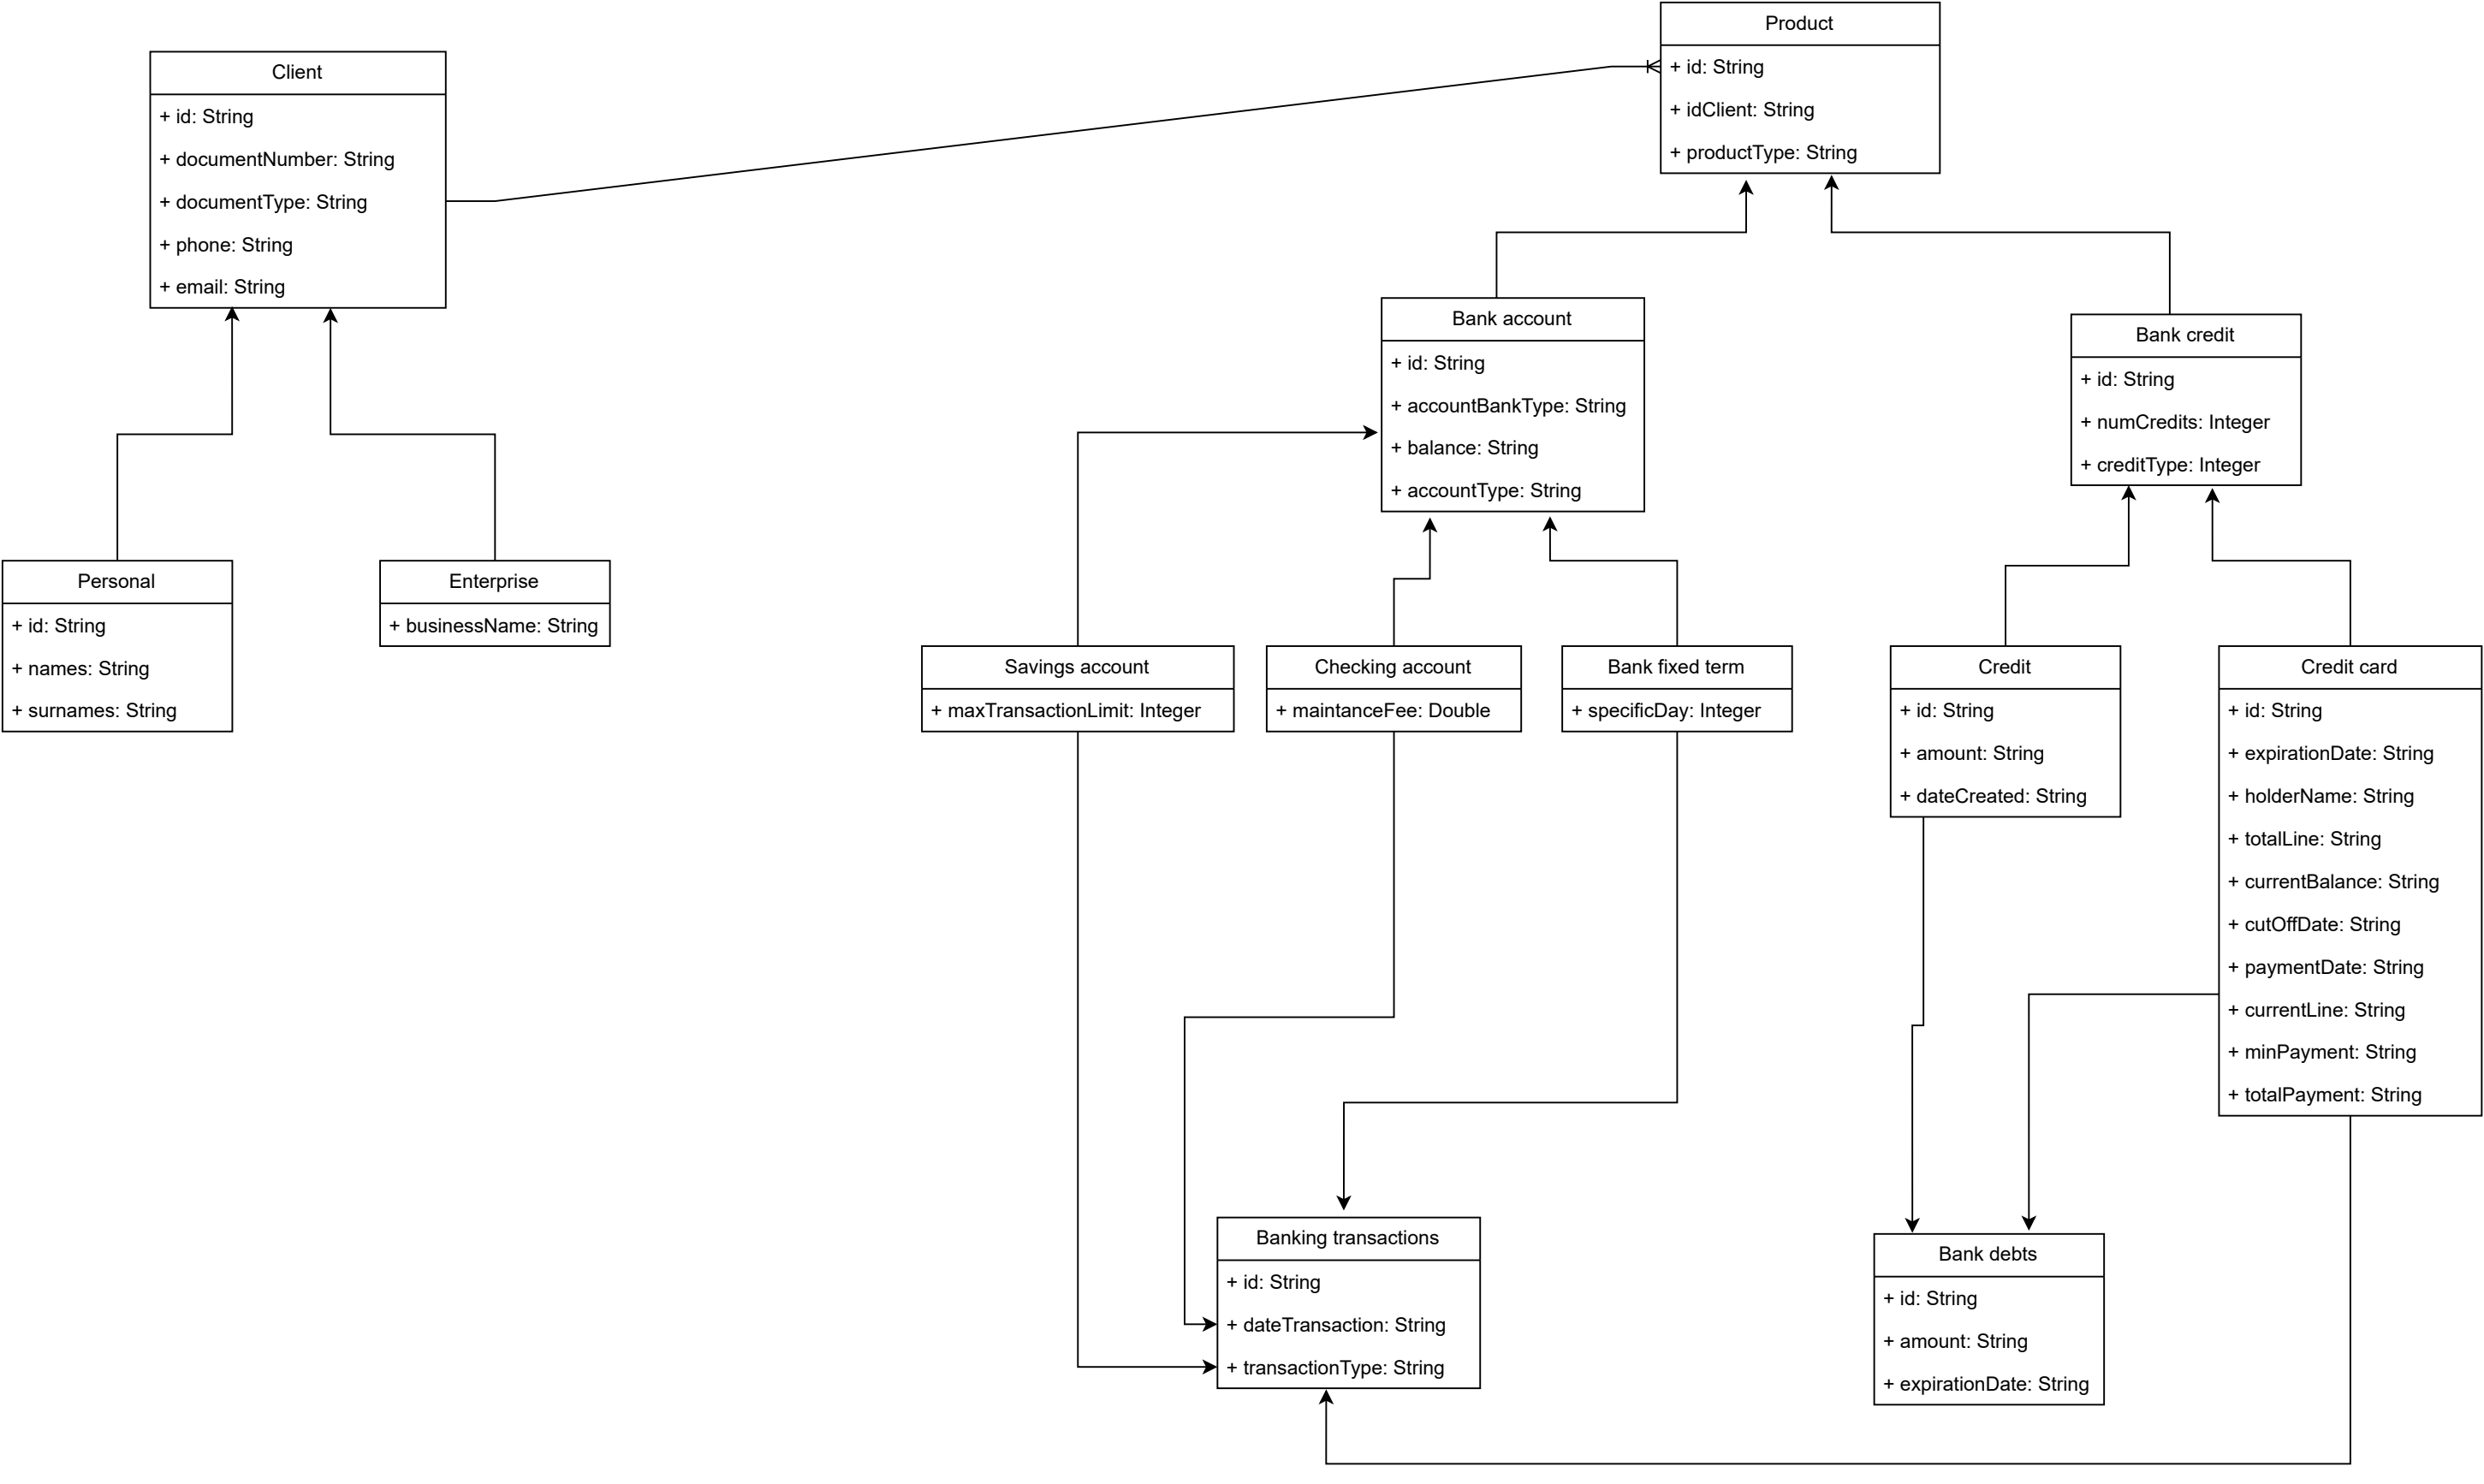 Client
+ id: String
+ documentNumber: String
+ documentType: String
+ phone: String
+ email: String
Product
+ id: String
+ idClient: String
+ productType: String
Personal
+ id: String
+ names: String
+ surnames: String
Enterprise
+ businessName: String
Bank account
+ id: String
+ accountBankType: String
+ balance: String
+ accountType: String
Bank credit
+ id: String
+ numCredits: Integer
+ creditType: Integer
Savings account
+ maxTransactionLimit: Integer
Checking account
+ maintanceFee: Double
Bank fixed term
+ specificDay: Integer
Credit
+ id: String
+ amount: String
+ dateCreated: String
Credit card
+ id: String
+ expirationDate: String
+ holderName: String
+ totalLine: String
+ currentBalance: String
+ cutOffDate: String
+ paymentDate: String
+ currentLine: String
+ minPayment: String
+ totalPayment: String
Banking transactions
+ id: String
+ dateTransaction: String
+ transactionType: String
Bank debts
+ id: String
+ amount: String
+ expirationDate: String